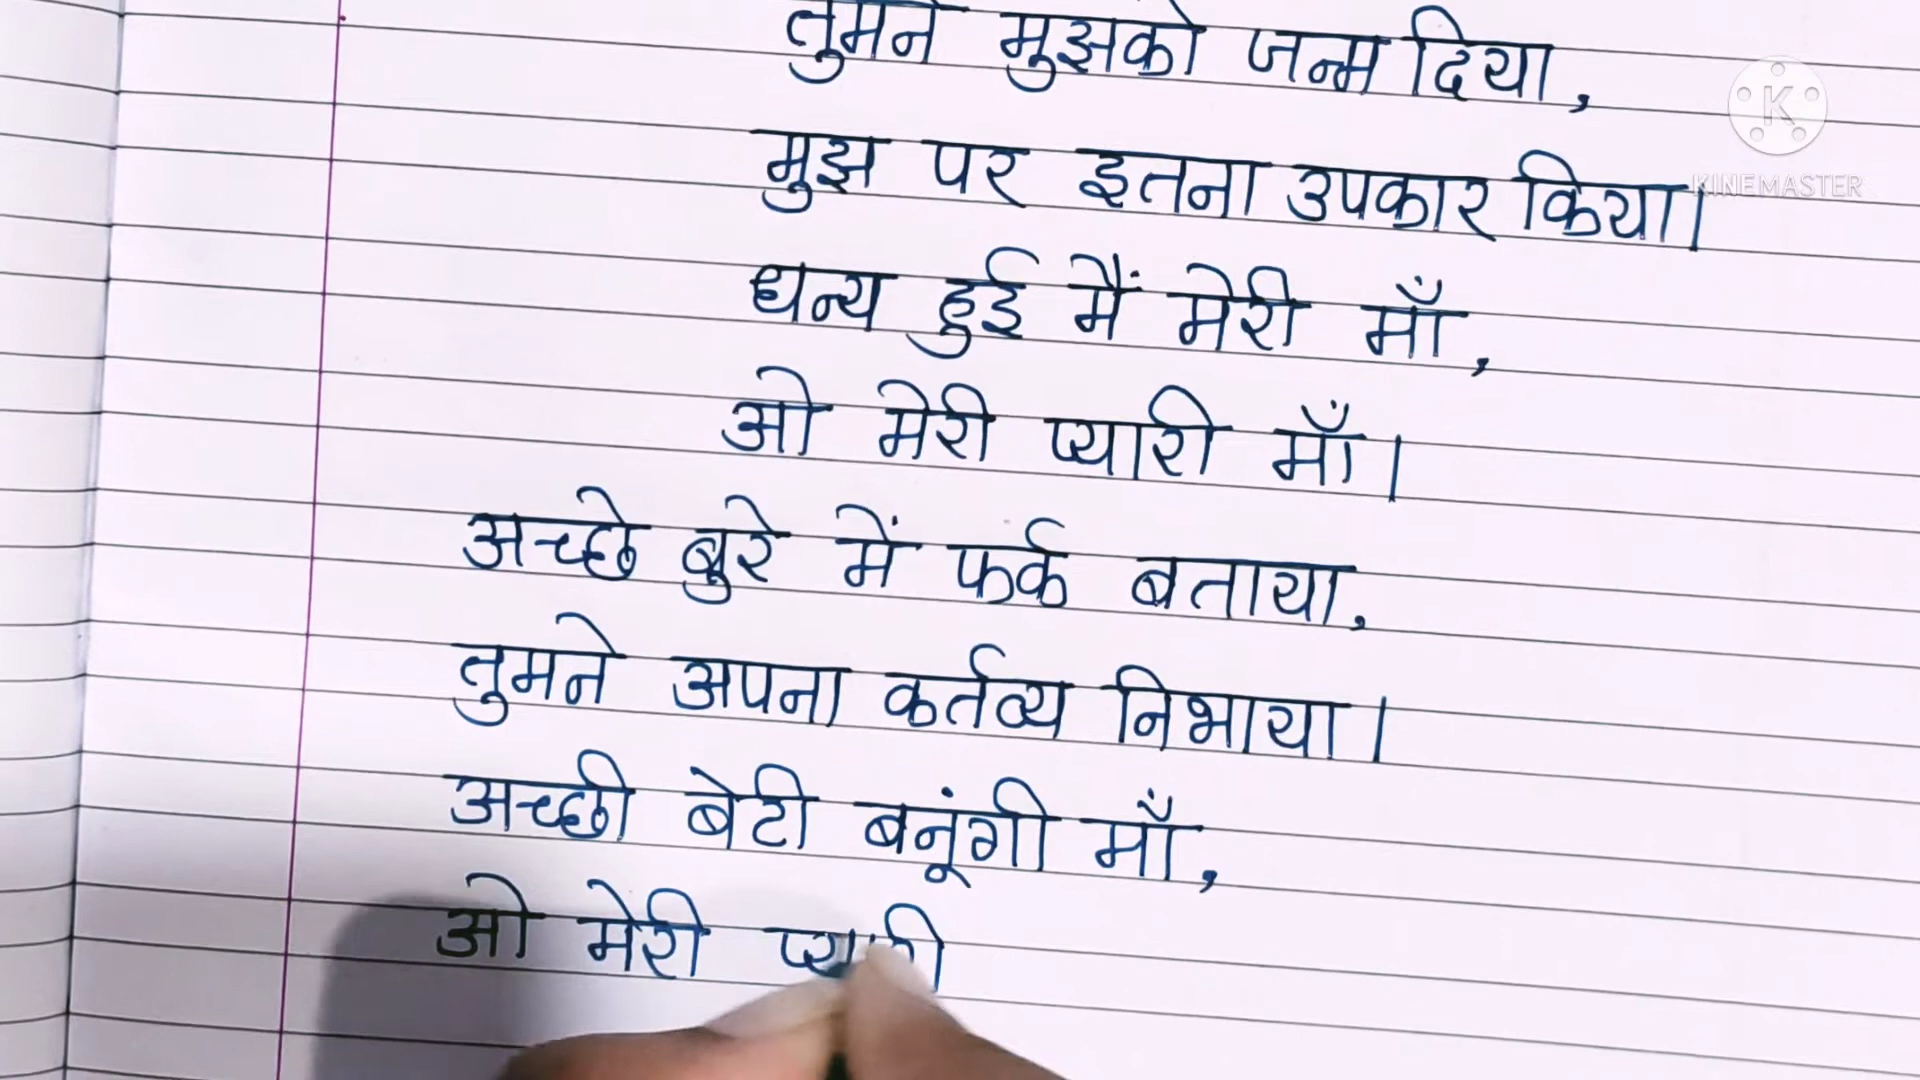 तुमने मुझको जन्म दिया,
मुझ पर इतना उपकार किया।
धन्य हुई मैं मेरी माँ,
ओ मेरी प्यारी माँ।
अच्छे बुरे में फर्क बताया,
तुमने अपना कर्तव्य निभाया।
अच्छी बेटी बनूंगी माँ,
ओ मेरी प्यारी
K
KINEMASTER